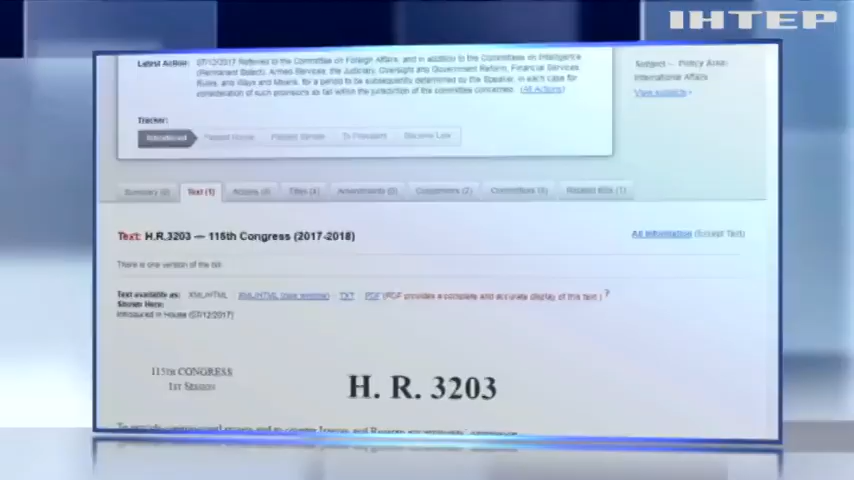 ІНТЕР
Latest Action: 07/12/2017 Referred to the Committee on Foreign Affairs, and in addition to the Committees on Intelligence
(Permanent Select), Armed Services, the Judiciary, Oversight and Government Reform, Financial Services,
Rules, and Ways and Means, for a period to be subsequently determined by the Speaker, in each case for
consideration of such provisions as fall within the jurisdiction of the committee concerned. (All Actions)
Subject — Policy Area:
International Affairs
View subjects
Tracker:
Introduced Passed House Passed Senate To President Became Law
Summary (0) Text (1) Actions Titles Amendments (0) Cosponsors (2) Committees Related Bills (1)
Text: H.R.3203 — 115th Congress (2017-2018)
All Information (Except Text)
There is one version of the bill.
Text available as: XML/HTML XML/HTML (new window) TXT PDF (PDF provides a complete and accurate display of this text.) ?
Shown Here:
Introduced in House (07/12/2017)
115TH CONGRESS
1ST SESSION
H. R. 3203